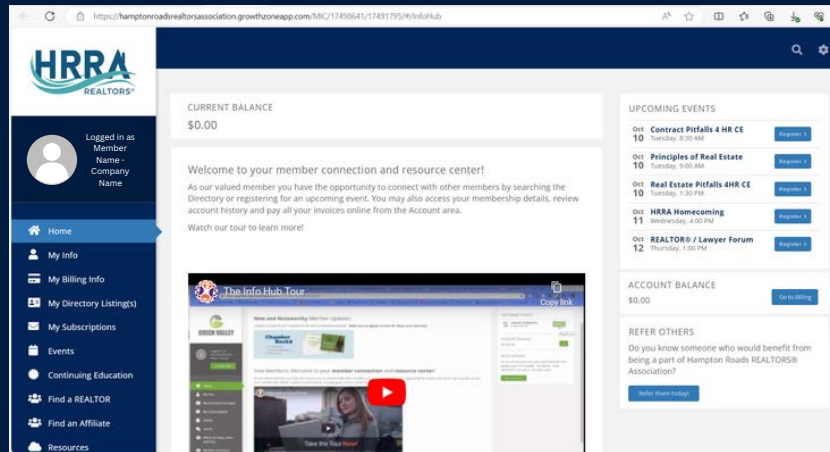 https://hamptonroadsrealtorsassociation.growthzoneapp.com/MIC/17498641/17491795/#/InfoHub
HRRA
REALTORS®
Logged in as
Member
Name -
Company
Name
Home
My Info
My Billing Info
My Directory Listing(s)
My Subscriptions
Events
Continuing Education
Find a REALTOR
Find an Affiliate
Resources
CURRENT BALANCE
$0.00
Welcome to your member connection and resource center!
As our valued member you have the opportunity to connect with other members by searching the
Directory or registering for an upcoming event. You may also access your membership details, review
account history and pay all your invoices online from the Account area.
Watch our tour to learn more!
The Info Hub Tour
Copy link
GREEN VALLEY
New and Noteworthy Member Updates
Chamber
Take the Tour Now!
UPCOMING EVENTS
Oct 10 Contract Pitfalls 4 HR CE
Tuesday, 8:30 AM
Register >
Oct 10 Principles of Real Estate
Tuesday, 9:00 AM
Register >
Oct 10 Real Estate Pitfalls 4HR CE
Tuesday, 1:30 PM
Register >
Oct 11 HRRA Homecoming
Wednesday, 4:00 PM
Register >
Oct 12 REALTOR® / Lawyer Forum
Thursday, 1:00 PM
Register >
ACCOUNT BALANCE
$0.00
Go to Billing
REFER OTHERS
Do you know someone who would benefit from
being a part of Hampton Roads REALTORS®
Association?
Refer them today!